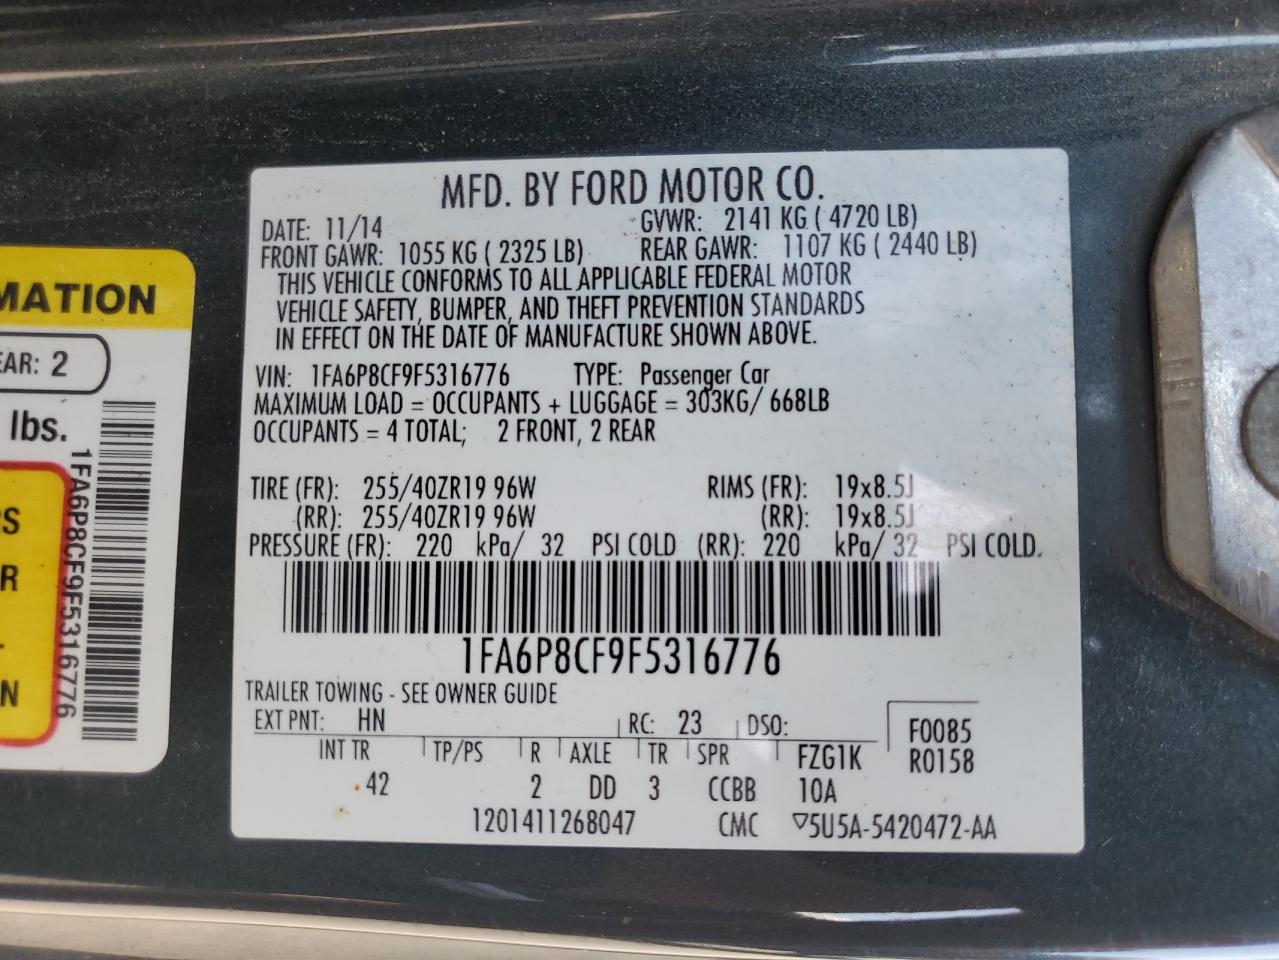 MFD. BY FORD MOTOR CO.
DATE: 11/14 GVWR: 2141 KG ( 4720 LB)
FRONT GAWR: 1055 KG ( 2325 LB) REAR GAWR: 1107 KG ( 2440 LB)
THIS VEHICLE CONFORMS TO ALL APPLICABLE FEDERAL MOTOR
VEHICLE SAFETY, BUMPER, AND THEFT PREVENTION STANDARDS
IN EFFECT ON THE DATE OF MANUFACTURE SHOWN ABOVE.
VIN: 1FA6P8CF9F5316776 TYPE: Passenger Car
MAXIMUM LOAD = OCCUPANTS + LUGGAGE = 303KG/ 668LB
OCCUPANTS = 4 TOTAL; 2 FRONT, 2 REAR
TIRE (FR): 255/40ZR19 96W RIMS (FR): 19x8.5J
(RR): 255/40ZR19 96W (RR): 19x8.5J
PRESSURE (FR): 220 kPa/ 32 PSI COLD (RR): 220 kPa/ 32 PSI COLD.
1FA6P8CF9F5316776
TRAILER TOWING - SEE OWNER GUIDE
EXT PNT: HN RC: 23 DSO: F0085
INT TR TP/PS R AXLE TR SPR FZG1K R0158
42 2 DD 3 CCBB 10A
1201411268047 CMC ▽5U5A-5420472-AA
MATION
EAR: 2
lbs.
RS
R
N
1FA6P8CF9F5316776